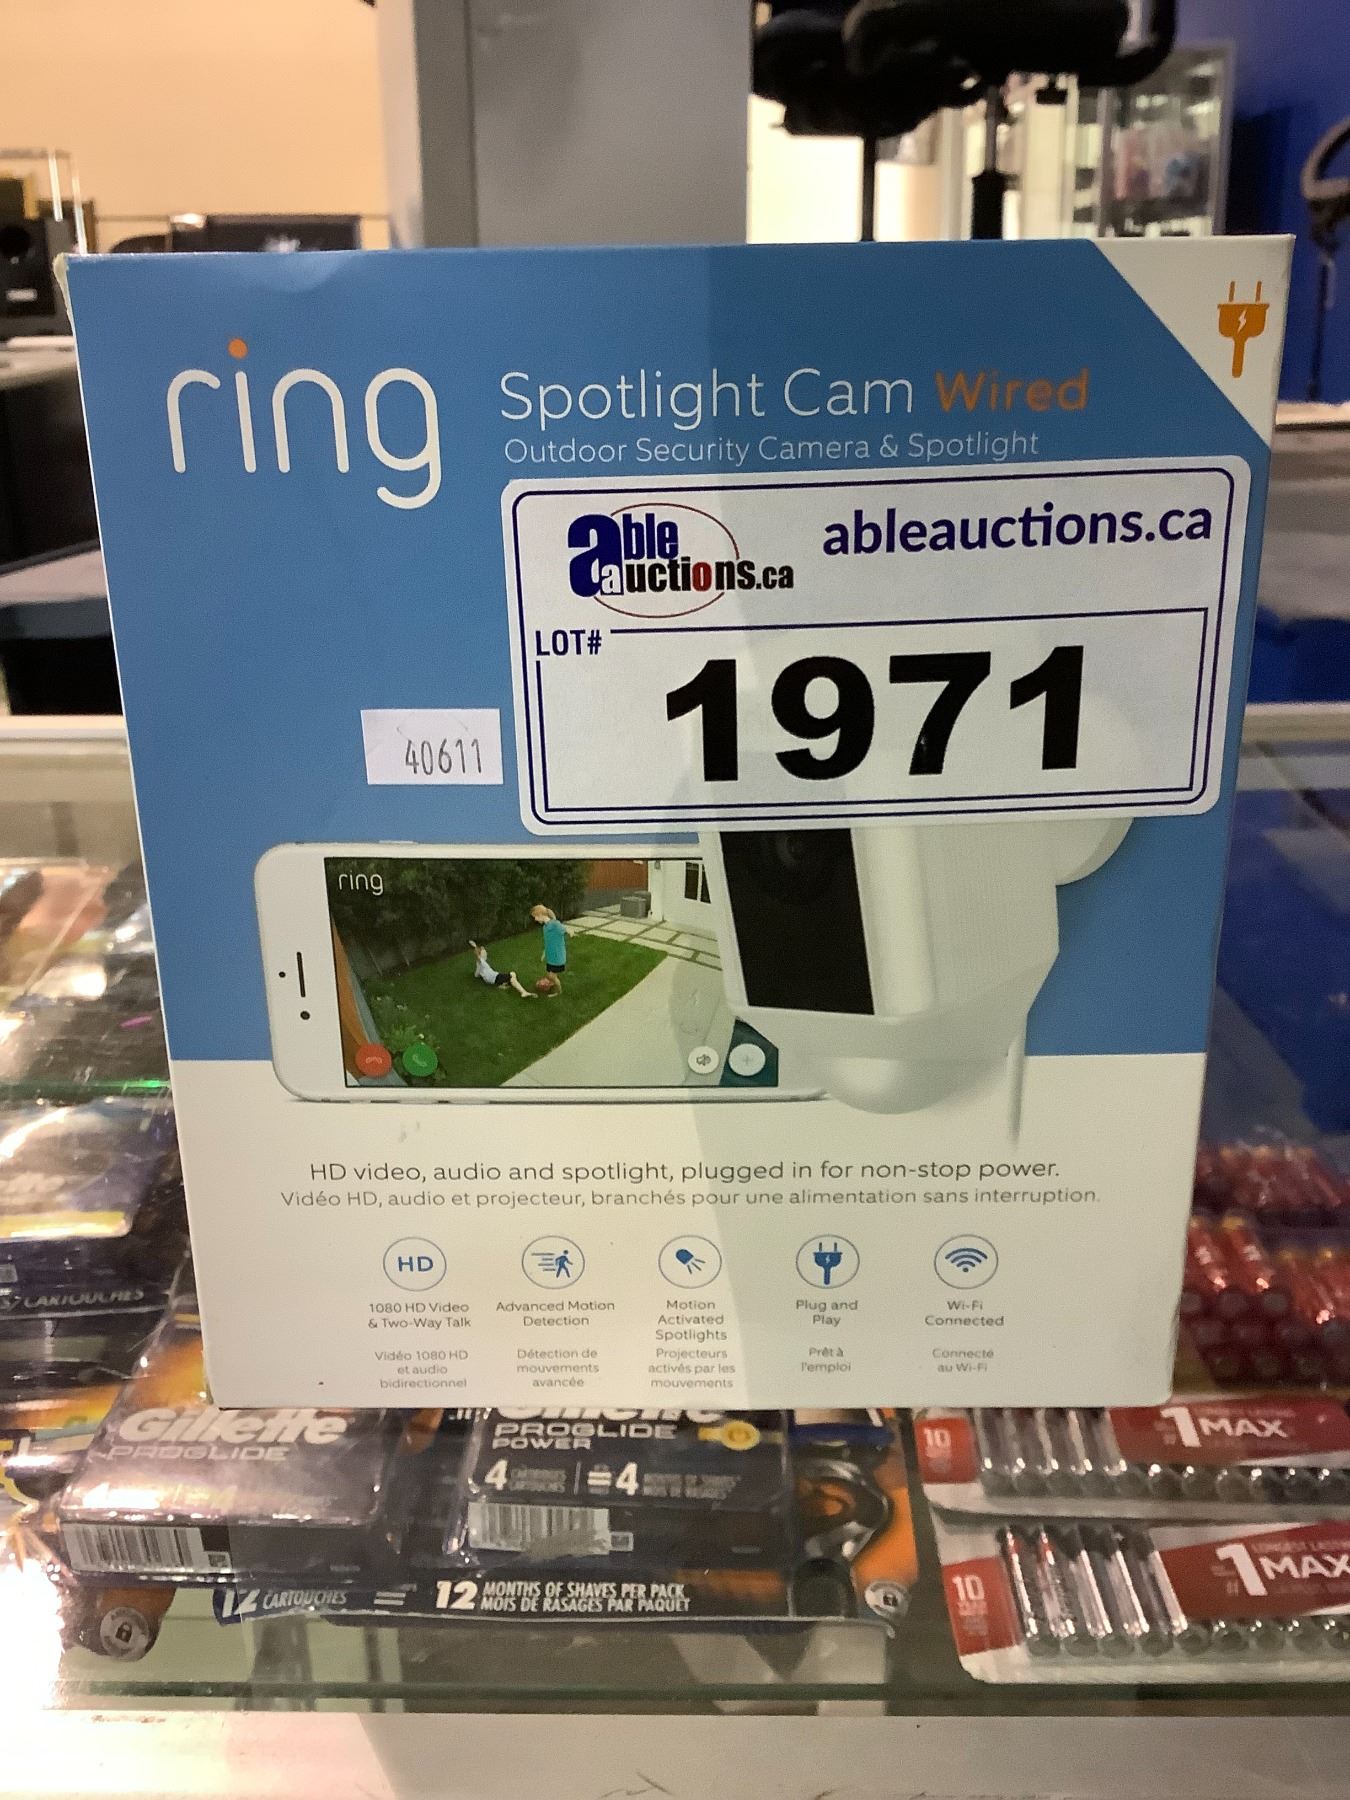 ring
Spotlight Cam Wired
Outdoor Security Camera & Spotlight
able auctions.ca
ableauctions.ca
LOT#
1971
40611
ring
HD video, audio and spotlight, plugged in for non-stop power.
Vidéo HD, audio et projecteur, branchés pour une alimentation sans interruption.
HD
1080 HD Video
& Two-Way Talk
Vidéo 1080 HD
et audio
bidirectionnel
Advanced Motion
Detection
Détection de
mouvements
avancée
Motion
Activated
Spotlights
Projecteurs
activés par les
mouvements
Plug and
Play
Prêt à
l'emploi
Wi-Fi
Connected
Connecté
au Wi-Fi
CARTOUCHES
Gillette
PROGLIDE
PROGLIDE
POWER
4 = 4
12 CARTOUCHES = 12 MONTHS OF SHAVES PER PACK
MOIS DE RASAGES PAR PAQUET
10
#1 MAX
10
#1 MAX